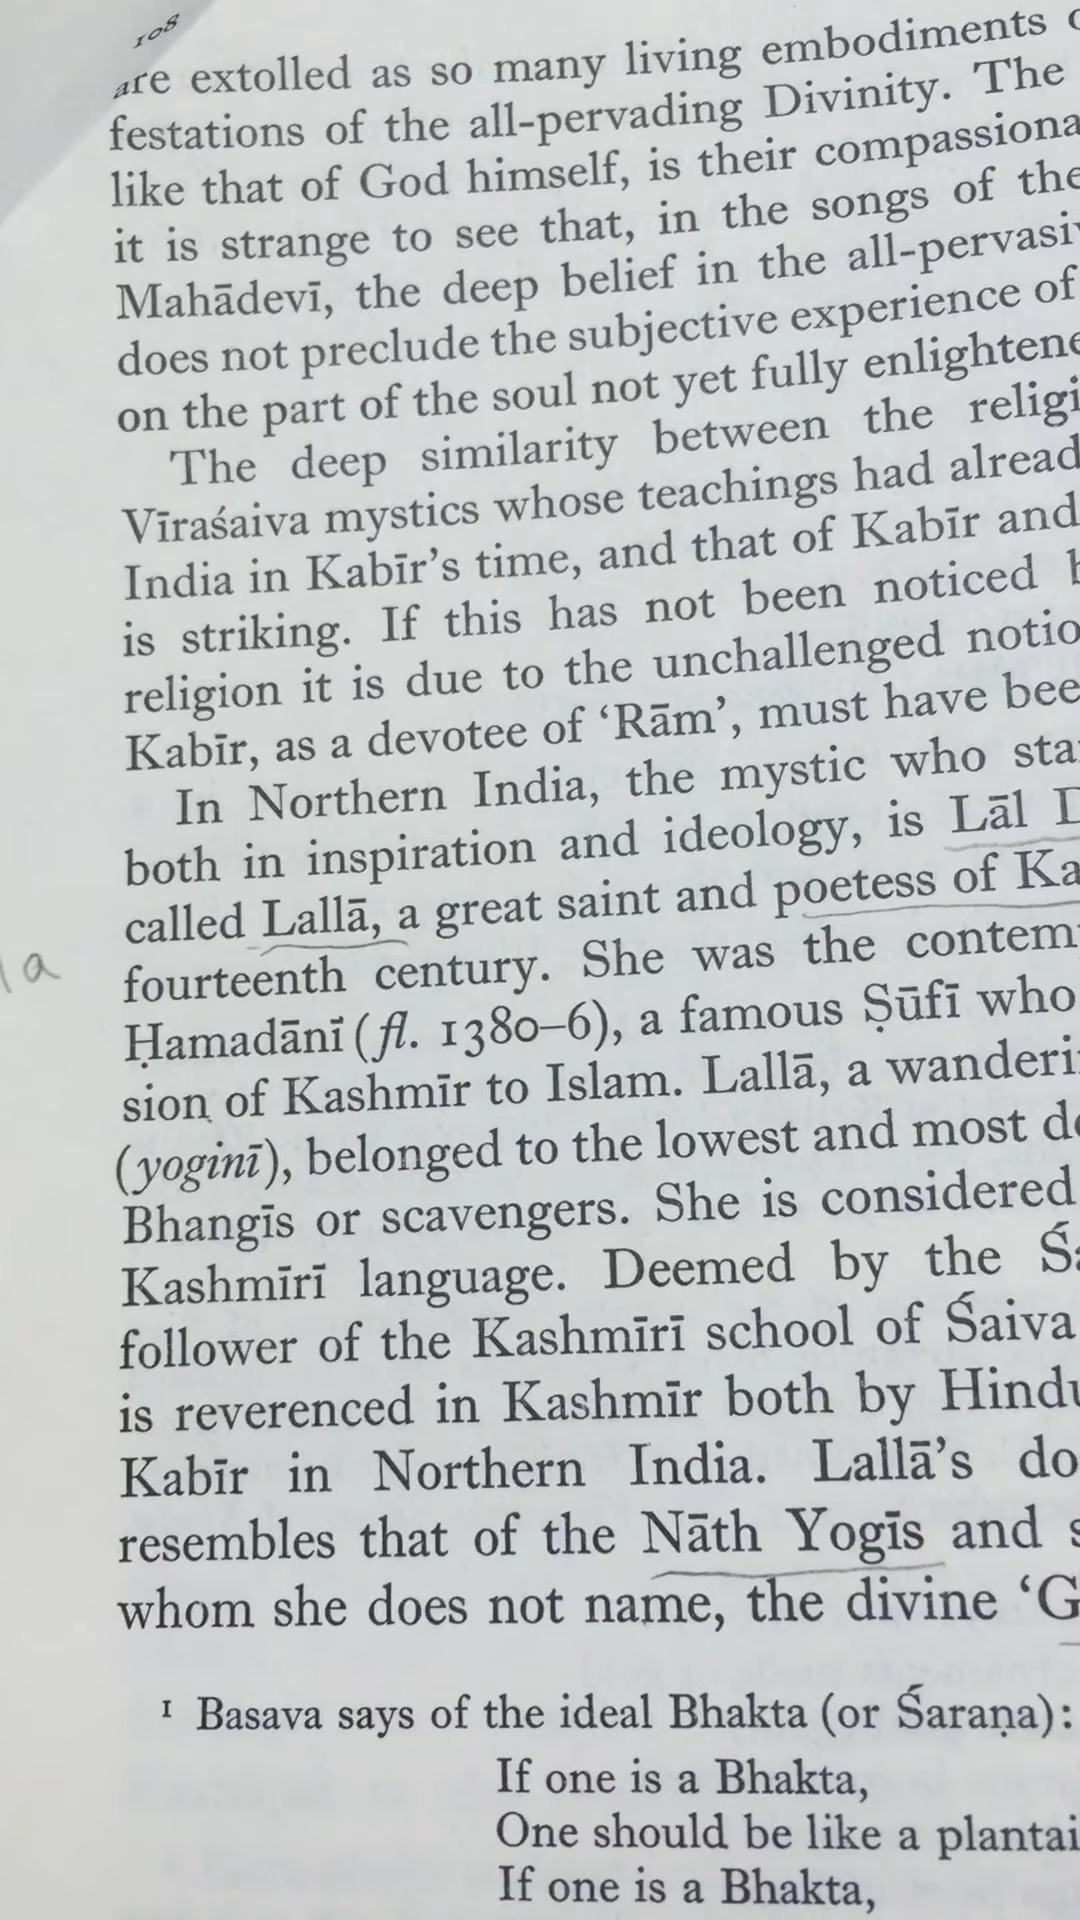 108
are extolled as so many living embodiments
festations of the all-pervading Divinity. The
like that of God himself, is their compassiona
it is strange to see that, in the songs of the
Mahādevī, the deep belief in the all-pervasiv
does not preclude the subjective experience of
on the part of the soul not yet fully enlightene
The deep similarity between the religi
Vīraśaiva mystics whose teachings had alread
India in Kabīr’s time, and that of Kabīr and
is striking. If this has not been noticed b
religion it is due to the unchallenged notio
Kabīr, as a devotee of ‘Rām’, must have bee
In Northern India, the mystic who sta
both in inspiration and ideology, is Lāl D
called Lallā, a great saint and poetess of Ka
fourteenth century. She was the contem
Ḥamadānī (fl. 1380–6), a famous Ṣūfī who
sion of Kashmīr to Islam. Lallā, a wanderi
(yoginī), belonged to the lowest and most de
Bhangīs or scavengers. She is considered
Kashmīrī language. Deemed by the Śa
follower of the Kashmīrī school of Śaiva
is reverenced in Kashmīr both by Hindu
Kabīr in Northern India. Lallā’s do
resembles that of the Nāth Yogīs and s
whom she does not name, the divine ‘G
1 Basava says of the ideal Bhakta (or Śaraṇa):
If one is a Bhakta,
One should be like a plantai
If one is a Bhakta,